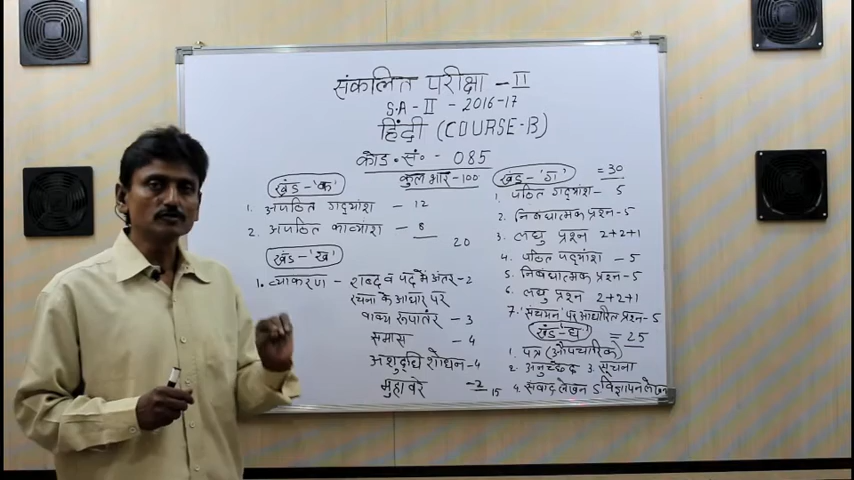 संकलित परीक्षा - II
S.A - II - 2016-17
हिंदी (COURSE-B)
कोड.सं. - 085
कुल भार-100
खंड-'क'
1. अपठित गद्यांश - 12
2. अपठित काव्यांश - 8
20
खंड-'ख'
1. व्याकरण - शब्द व पद में अंतर-2
रचना के आधार पर
वाक्य रूपांतर - 3
समास - 4
अशुद्धि शोधन-4
मुहावरे -2
15
खंड-'ग' =30
1. पठित गद्यांश- 5
2. निबंधात्मक प्रश्न-5
3. लघु प्रश्न 2+2+1
4. पठित पद्यांश -5
5. निबंधात्मक प्रश्न-5
6. लघु प्रश्न 2+2+1
7. 'संचयन' पर आधारित प्रश्न-5
खंड-'घ' =25
1. पत्र (औपचारिक)
2. अनुच्छेद 3. सूचना
4. संवाद लेखन 5 विज्ञापन लेखन